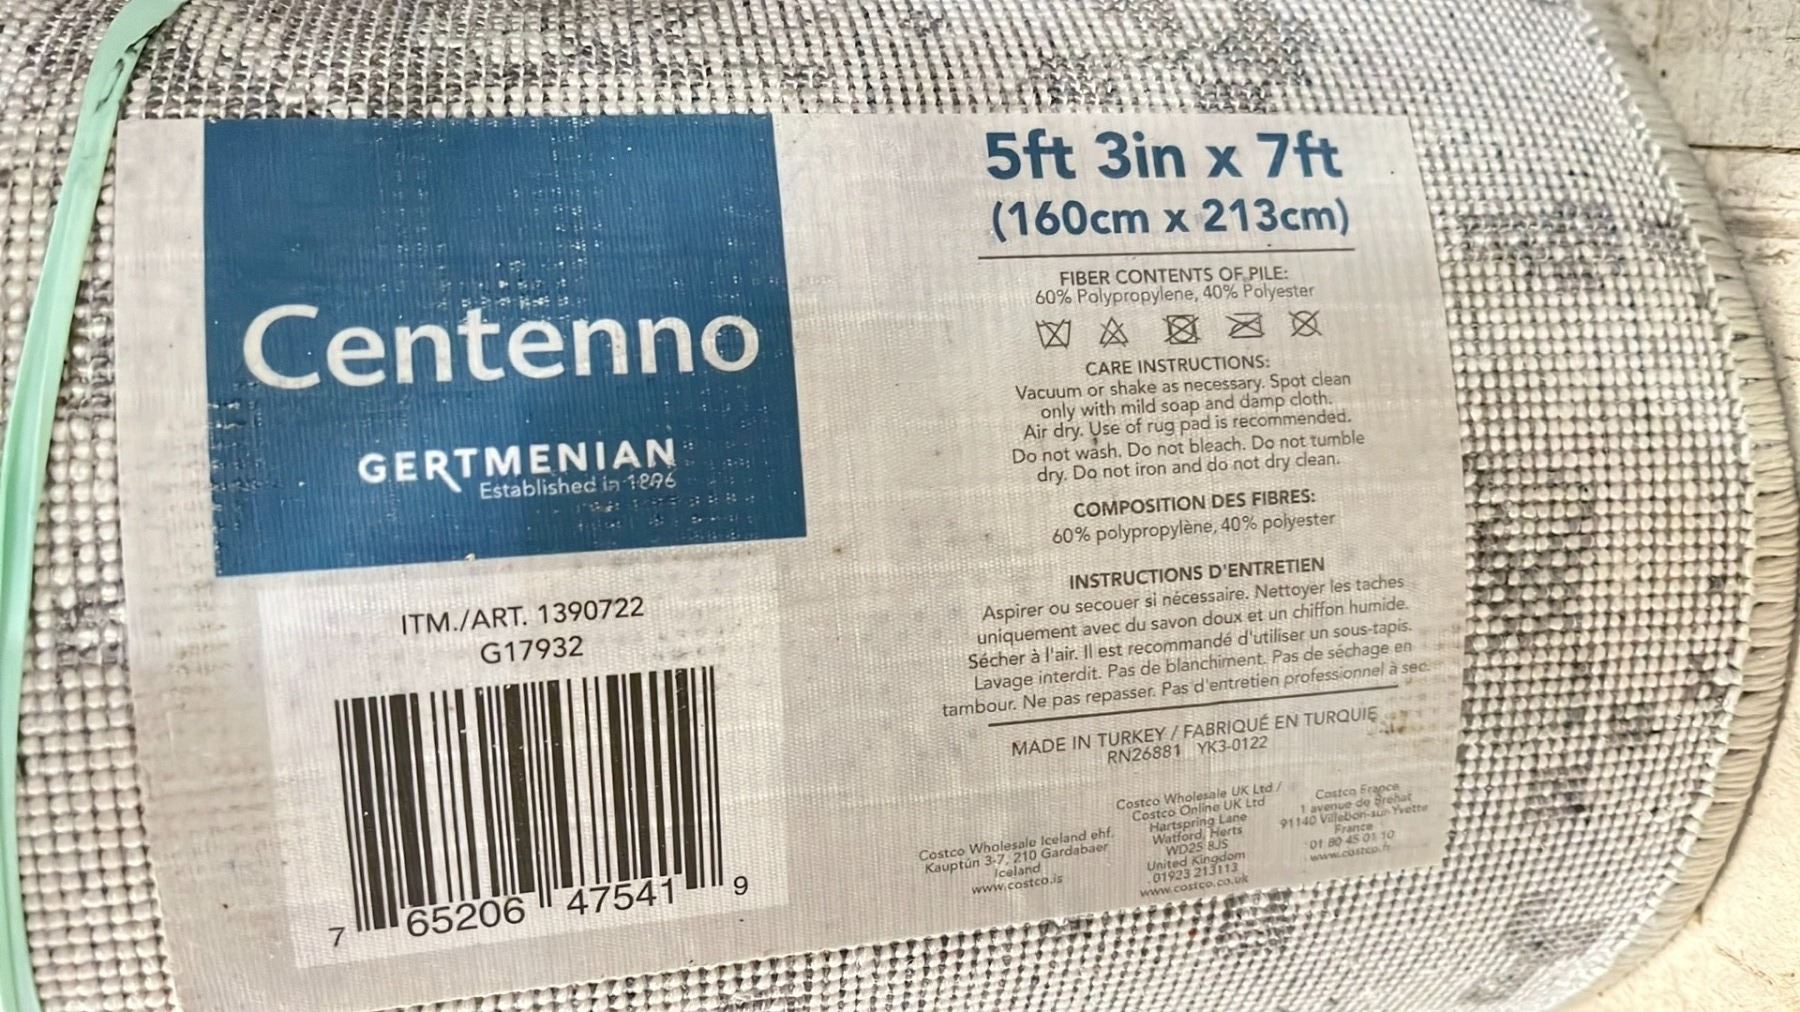 Centenno
GERTMENIAN
Established in 1896
ITM./ART. 1390722
G17932
7 65206 47541 9
5ft 3in x 7ft
(160cm x 213cm)
FIBER CONTENTS OF PILE:
60% Polypropylene, 40% Polyester
CARE INSTRUCTIONS:
Vacuum or shake as necessary. Spot clean
only with mild soap and damp cloth.
Air dry. Use of rug pad is recommended.
Do not wash. Do not bleach. Do not tumble
dry. Do not iron and do not dry clean.
COMPOSITION DES FIBRES:
60% polypropylène, 40% polyester
INSTRUCTIONS D'ENTRETIEN
Aspirer ou secouer si nécessaire. Nettoyer les taches
uniquement avec du savon doux et un chiffon humide.
Sécher à l'air. Il est recommandé d'utiliser un sous-tapis.
Lavage interdit. Pas de blanchiment. Pas de séchage en
tambour. Ne pas repasser. Pas d'entretien professionnel à sec.
MADE IN TURKEY / FABRIQUÉ EN TURQUIE
RN26881 YK3-0122
Costco Wholesale Iceland ehf.
Kauptún 3-7, 210 Gardabaer
Iceland
www.costco.is
Costco Wholesale UK Ltd /
Costco Online UK Ltd
Hartspring Lane
Watford, Herts
WD25 8JS
United Kingdom
01923 213113
www.costco.co.uk
Costco France
1 avenue de Bréhat
91140 Villebon-sur-Yvette
France
01 80 45 01 10
www.costco.fr